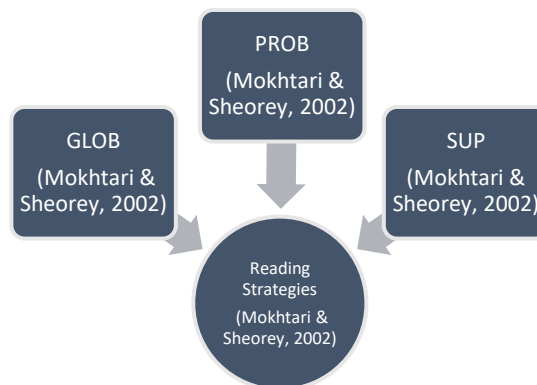 PROB
(Mokhtari &
Sheorey, 2002)
GLOB
(Mokhtari &
Sheorey, 2002)
SUP
(Mokhtari &
Sheorey, 2002)
Reading
Strategies
(Mokhtari &
Sheorey, 2002)